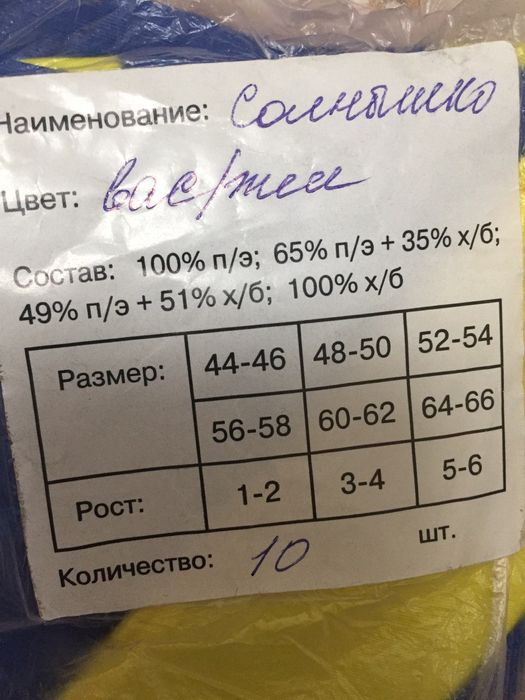 Наименование: Солнышко
Цвет: вас/жел
Состав: 100% п/э; 65% п/э + 35% х/б;
49% п/э + 51% х/б; 100% х/б
Размер: 44-46 48-50 52-54
56-58 60-62 64-66
Рост: 1-2 3-4 5-6
Количество: 10 шт.